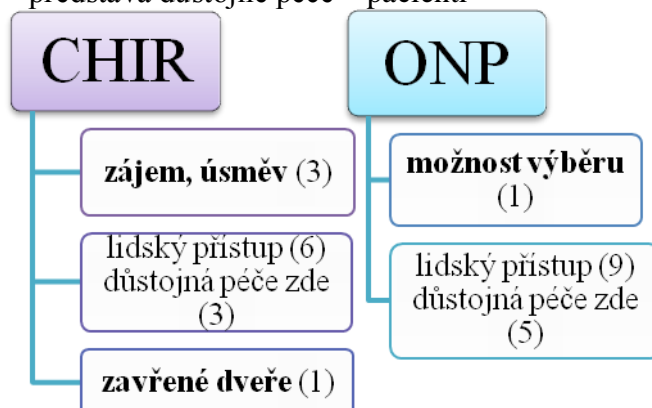 představa důstojné péče – pacienti
CHIR
zájem, úsměv (3)
lidský přístup (6)
důstojná péče zde
(3)
zavřené dveře (1)
ONP
možnost výběru
(1)
lidský přístup (9)
důstojná péče zde
(5)